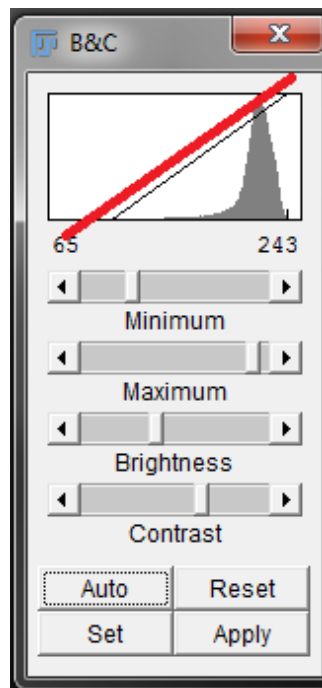 B&C
65 243
Minimum
Maximum
Brightness
Contrast
Auto Reset
Set Apply